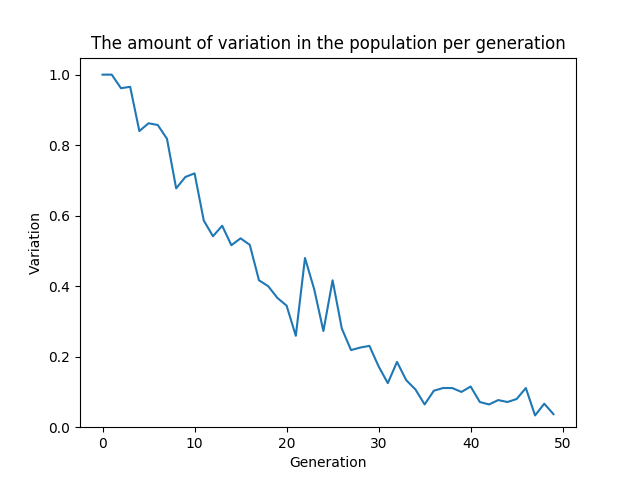 The amount of variation in the population per generation
1.0
0.8
0.6
0.4
0.2
0.0
Variation
0 10 20 30 40 50
Generation